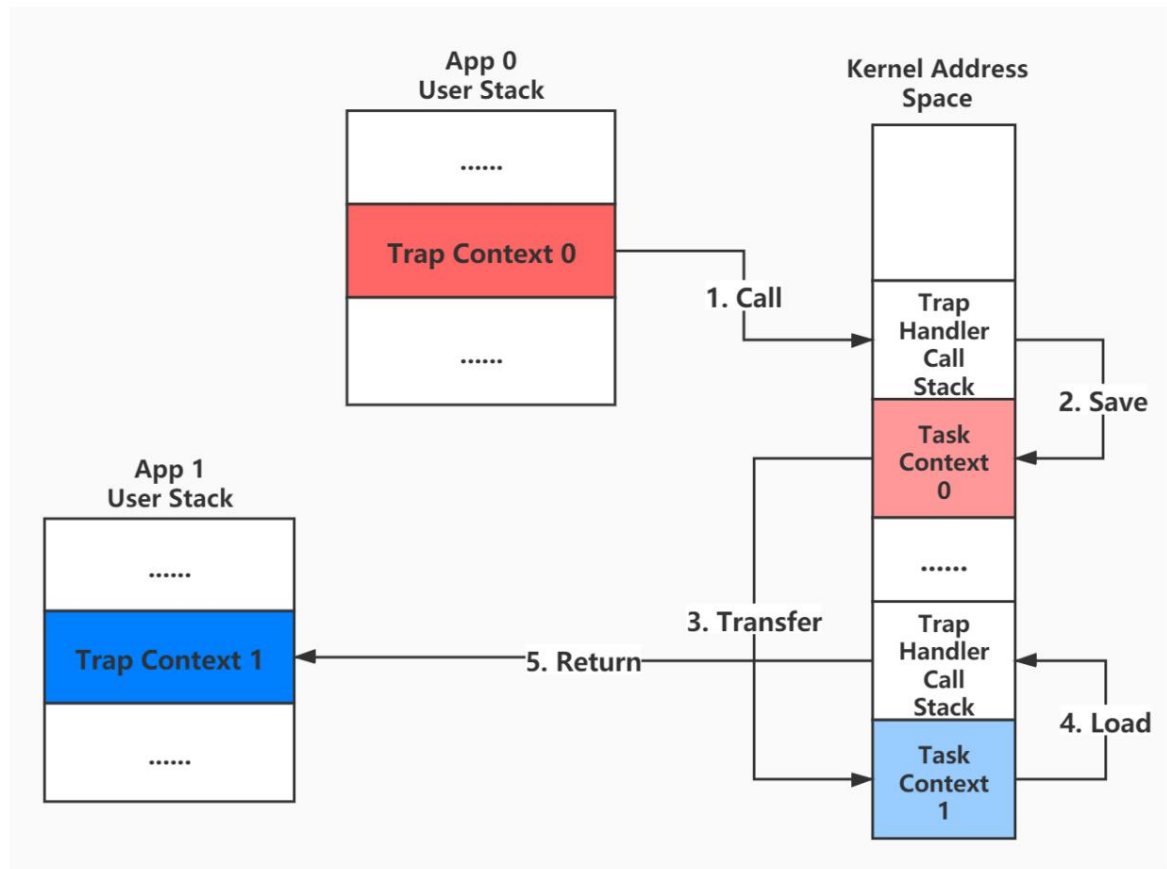 App 0
User Stack
......
Trap Context 0
......
1. Call
Kernel Address
Space
Trap
Handler
Call
Stack
2. Save
Task
Context
0
......
3. Transfer
Trap
Handler
Call
Stack
4. Load
Task
Context
1
5. Return
App 1
User Stack
......
Trap Context 1
......